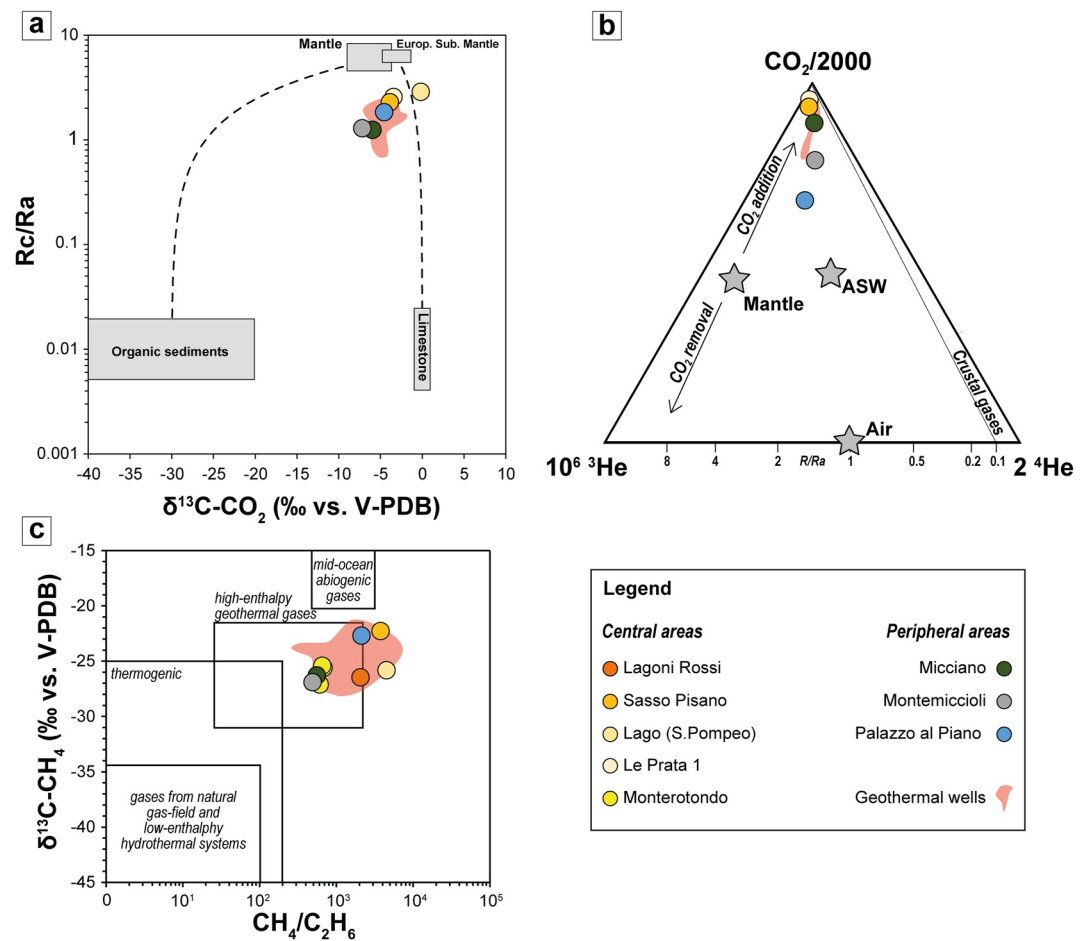 a
10
1
0.1
0.01
0.001
Rc/Ra
Mantle
Europ. Sub. Mantle
Organic sediments
Limestone
-40 -35 -30 -25 -20 -15 -10 -5 0 5 10
δ¹³C-CO₂ (‰ vs. V-PDB)
b
CO₂/2000
CO₂ addition
CO₂ removal
Mantle
ASW
Crustal gases
Air
10⁶ ³He
8 4 2 R/Ra 1 0.5 0.2 0.1
2 ⁴He
c
-15
-20
-25
-30
-35
-40
-45
δ¹³C-CH₄ (‰ vs. V-PDB)
mid-ocean
abiogenic
gases
high-enthalpy
geothermal gases
thermogenic
gases from natural
gas-field and
low-enthalphy
hydrothermal systems
0 10¹ 10² 10³ 10⁴ 10⁵
CH₄/C₂H₆
Legend
Central areas
Lagoni Rossi
Sasso Pisano
Lago (S.Pompeo)
Le Prata 1
Monterotondo
Peripheral areas
Micciano
Montemiccioli
Palazzo al Piano
Geothermal wells